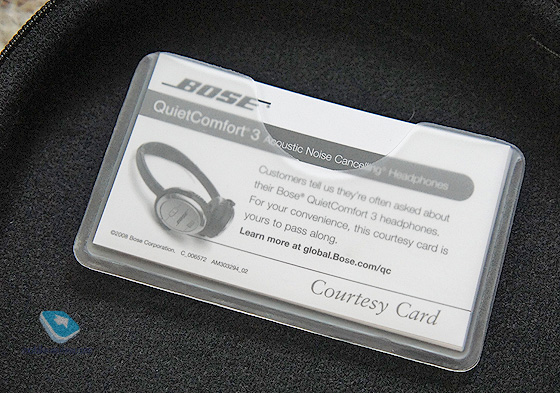 BOSE
QuietComfort® 3 Acoustic Noise Cancelling® Headphones
Customers tell us they're often asked about
their Bose® QuietComfort 3 headphones.
For your convenience, this courtesy card is
yours to pass along.
Learn more at global.Bose.com/qc
©2008 Bose Corporation, C_006572 AM303294_02
Courtesy Card